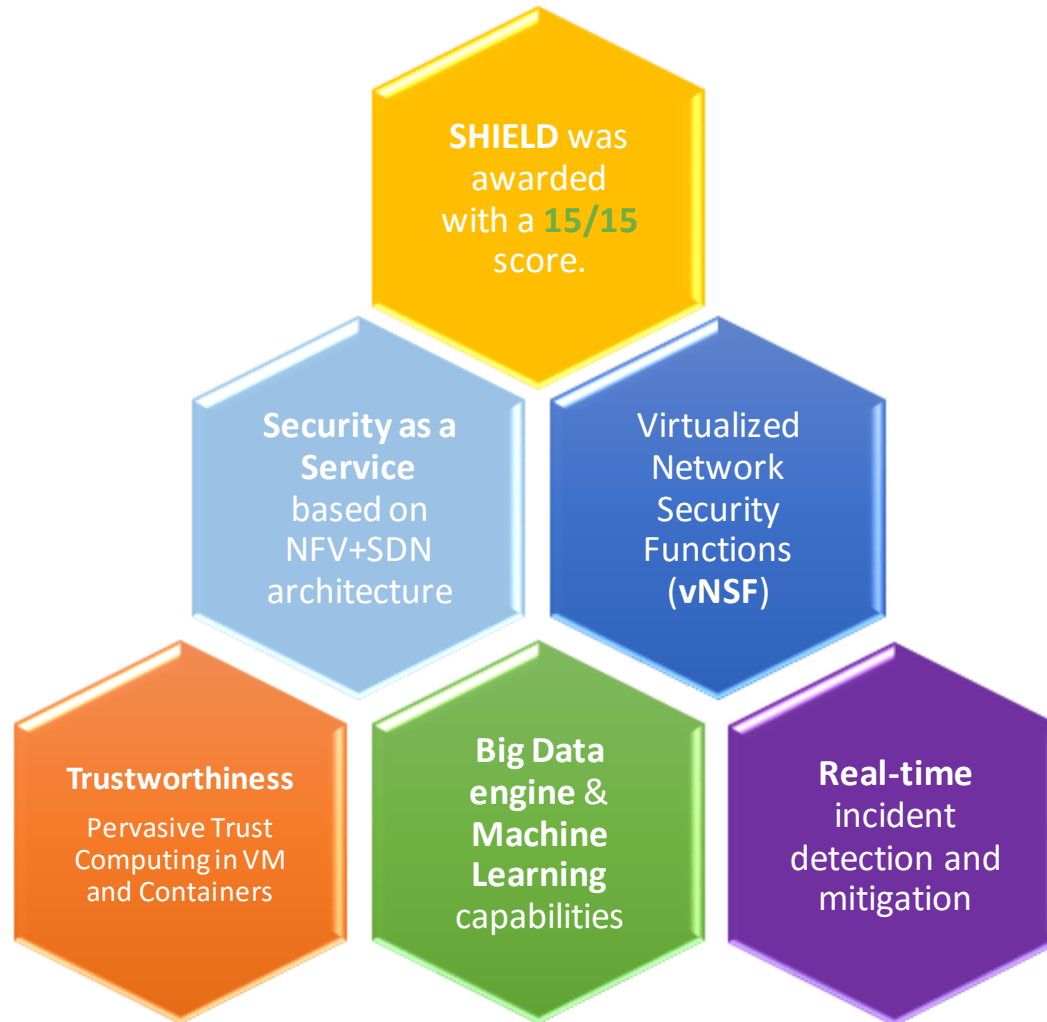 SHIELD was
awarded
with a 15/15
score.
Security as a
Service
based on
NFV+SDN
architecture
Virtualized
Network
Security
Functions
(vNSF)
Trustworthiness
Pervasive Trust
Computing in VM
and Containers
Big Data
engine &
Machine
Learning
capabilities
Real-time
incident
detection and
mitigation